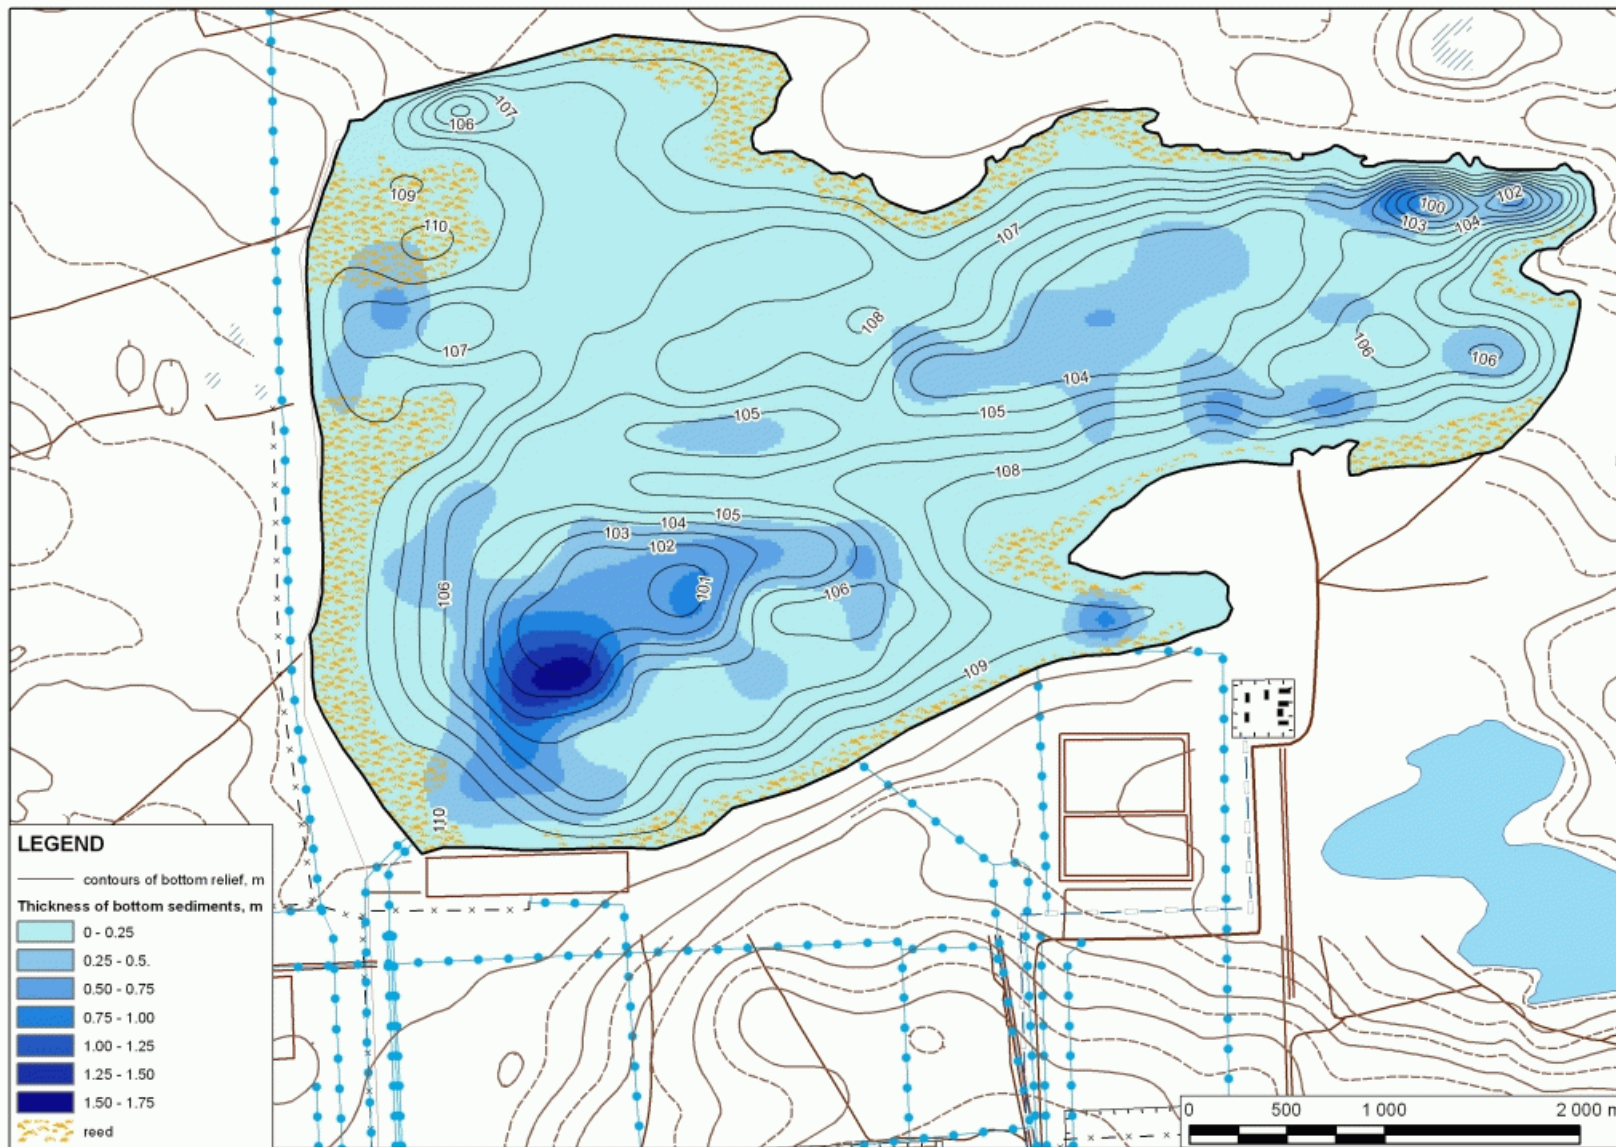 107
106
109
110
107
107
108
100
102
103
104
106
106
104
105
105
108
105
104
103
102
101
106
106
109
110
LEGEND
contours of bottom relief, m
Thickness of bottom sediments, m
0 - 0.25
0.25 - 0.5.
0.50 - 0.75
0.75 - 1.00
1.00 - 1.25
1.25 - 1.50
1.50 - 1.75
reed
0 500 1 000 2 000 m